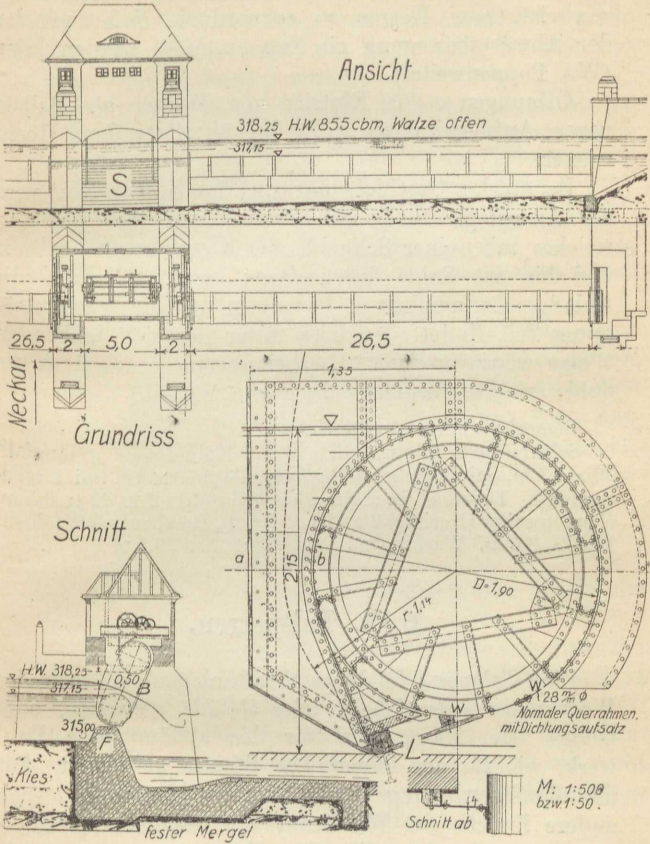 Ansicht
318,25 H.W. 855 cbm, Walze offen
317,15
S
26,5 2 5,0 2 26,5
Neckar
Grundriss
1,35
Schnitt
a
b
2,15
D=1,90
r=1,14
H.W. 318,25
317,15
0,50
B
315,00
F
Kies
fester Mergel
W
W
28 m/m ø
Normaler Querrahmen.
mit Dichtungsaufsatz
L
Schnitt ab
M: 1:500
bzw 1:50.